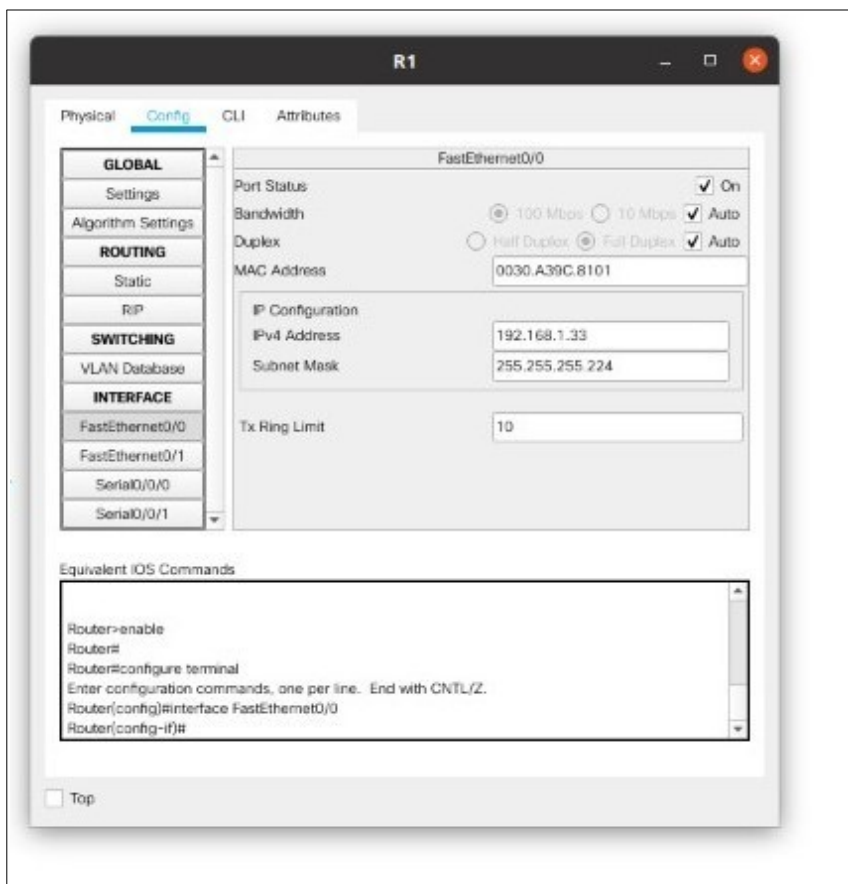 R1
Physical Config CLI Attributes
GLOBAL
Settings
Algorithm Settings
ROUTING
Static
RIP
SWITCHING
VLAN Database
INTERFACE
FastEthernet0/0
FastEthernet0/1
Serial0/0/0
Serial0/0/1
FastEthernet0/0
Port Status On
Bandwidth 100 Mbps 10 Mbps Auto
Duplex Half Duplex Full Duplex Auto
MAC Address 0030.A39C.8101
IP Configuration
IPv4 Address 192.168.1.33
Subnet Mask 255.255.255.224
Tx Ring Limit 10
Equivalent IOS Commands
Router>enable
Router#
Router#configure terminal
Enter configuration commands, one per line. End with CNTL/Z.
Router(config)#interface FastEthernet0/0
Router(config-if)#
Top